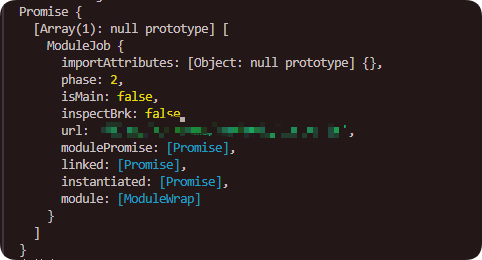 Promise {
[Array(1): null prototype] [
ModuleJob {
importAttributes: [Object: null prototype] {},
phase: 2,
isMain: false,
inspectBrk: false,
url: ',
modulePromise: [Promise],
linked: [Promise],
instantiated: [Promise],
module: [ModuleWrap]
}
]
}